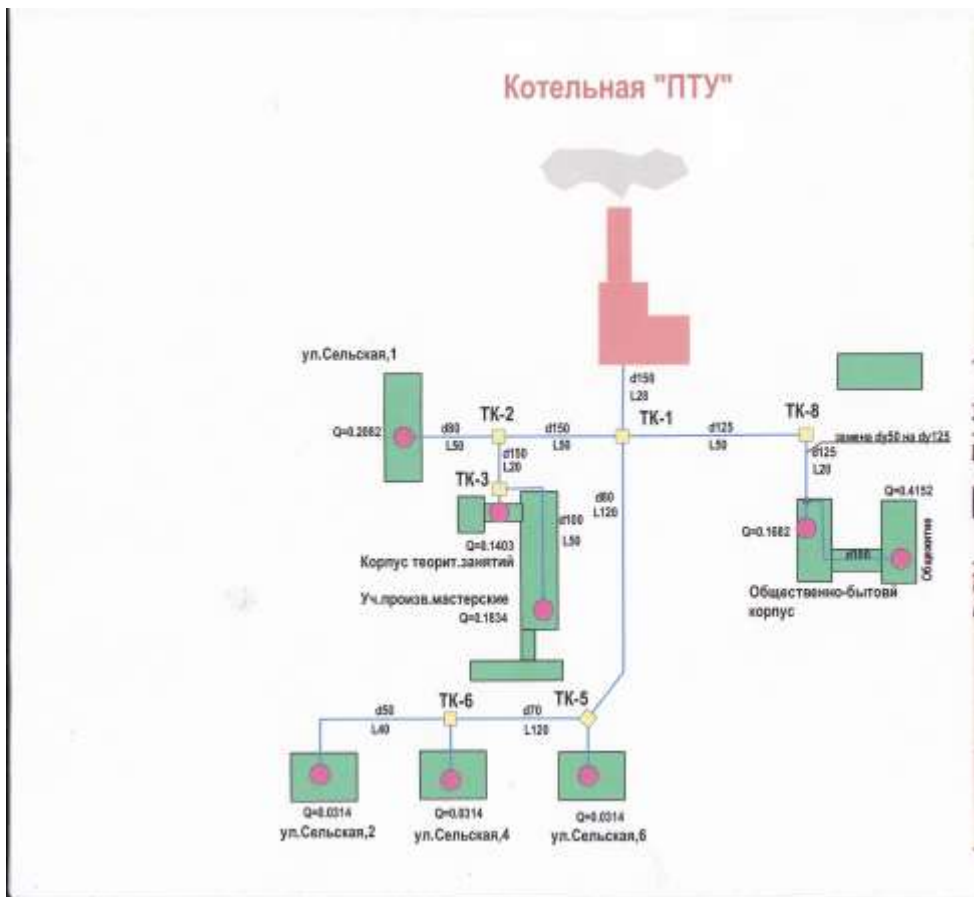 Котельная "ПТУ"
ул.Сельская,1
d150
L20
ТК-2
ТК-1
ТК-8
Q=0.2062
d80
L50
d150
L50
d125
L50
замена dy50 на dy125
d150
L20
d125
L20
ТК-3
d80
L120
Q=0.4152
d100
L50
Q=0.1403
Q=0.1682
Общежитие
Корпус теорит.занятий
Уч.произв.мастерские
Q=0.1634
Общественно-бытовй
корпус
ТК-6
ТК-5
d50
L40
d70
L120
Q=0.0314
ул.Сельская,2
Q=0.0314
ул.Сельская,4
Q=0.0314
ул.Сельская,6